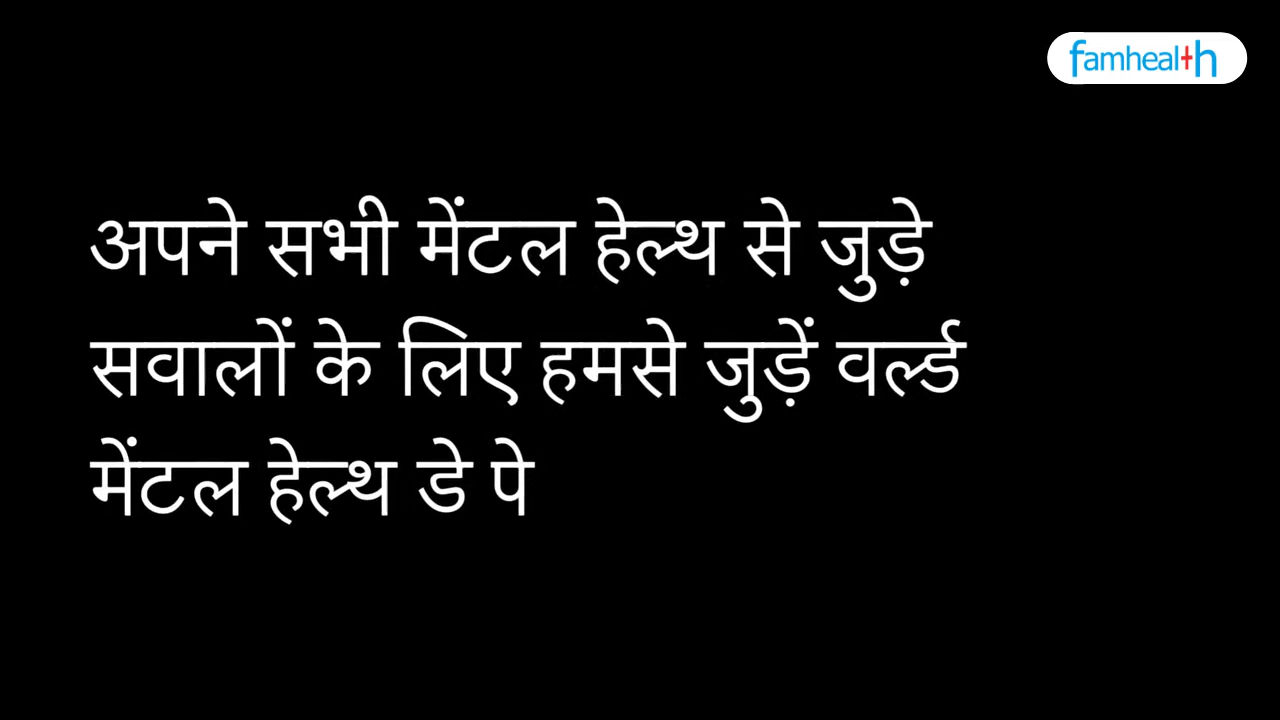 famhealth
अपने सभी मेंटल हेल्थ से जुड़े
सवालों के लिए हमसे जुड़ें वर्ल्ड
मेंटल हेल्थ डे पे